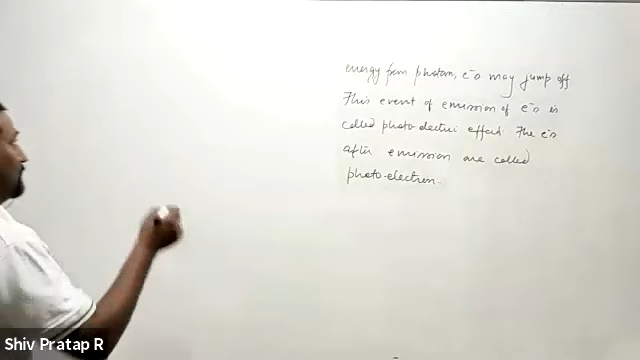 energy from photon, e-s may jump off
This event of emission of e-s is
called photo-electric effect. The e-s
after emission are called
photo-electron.
Shiv Pratap R